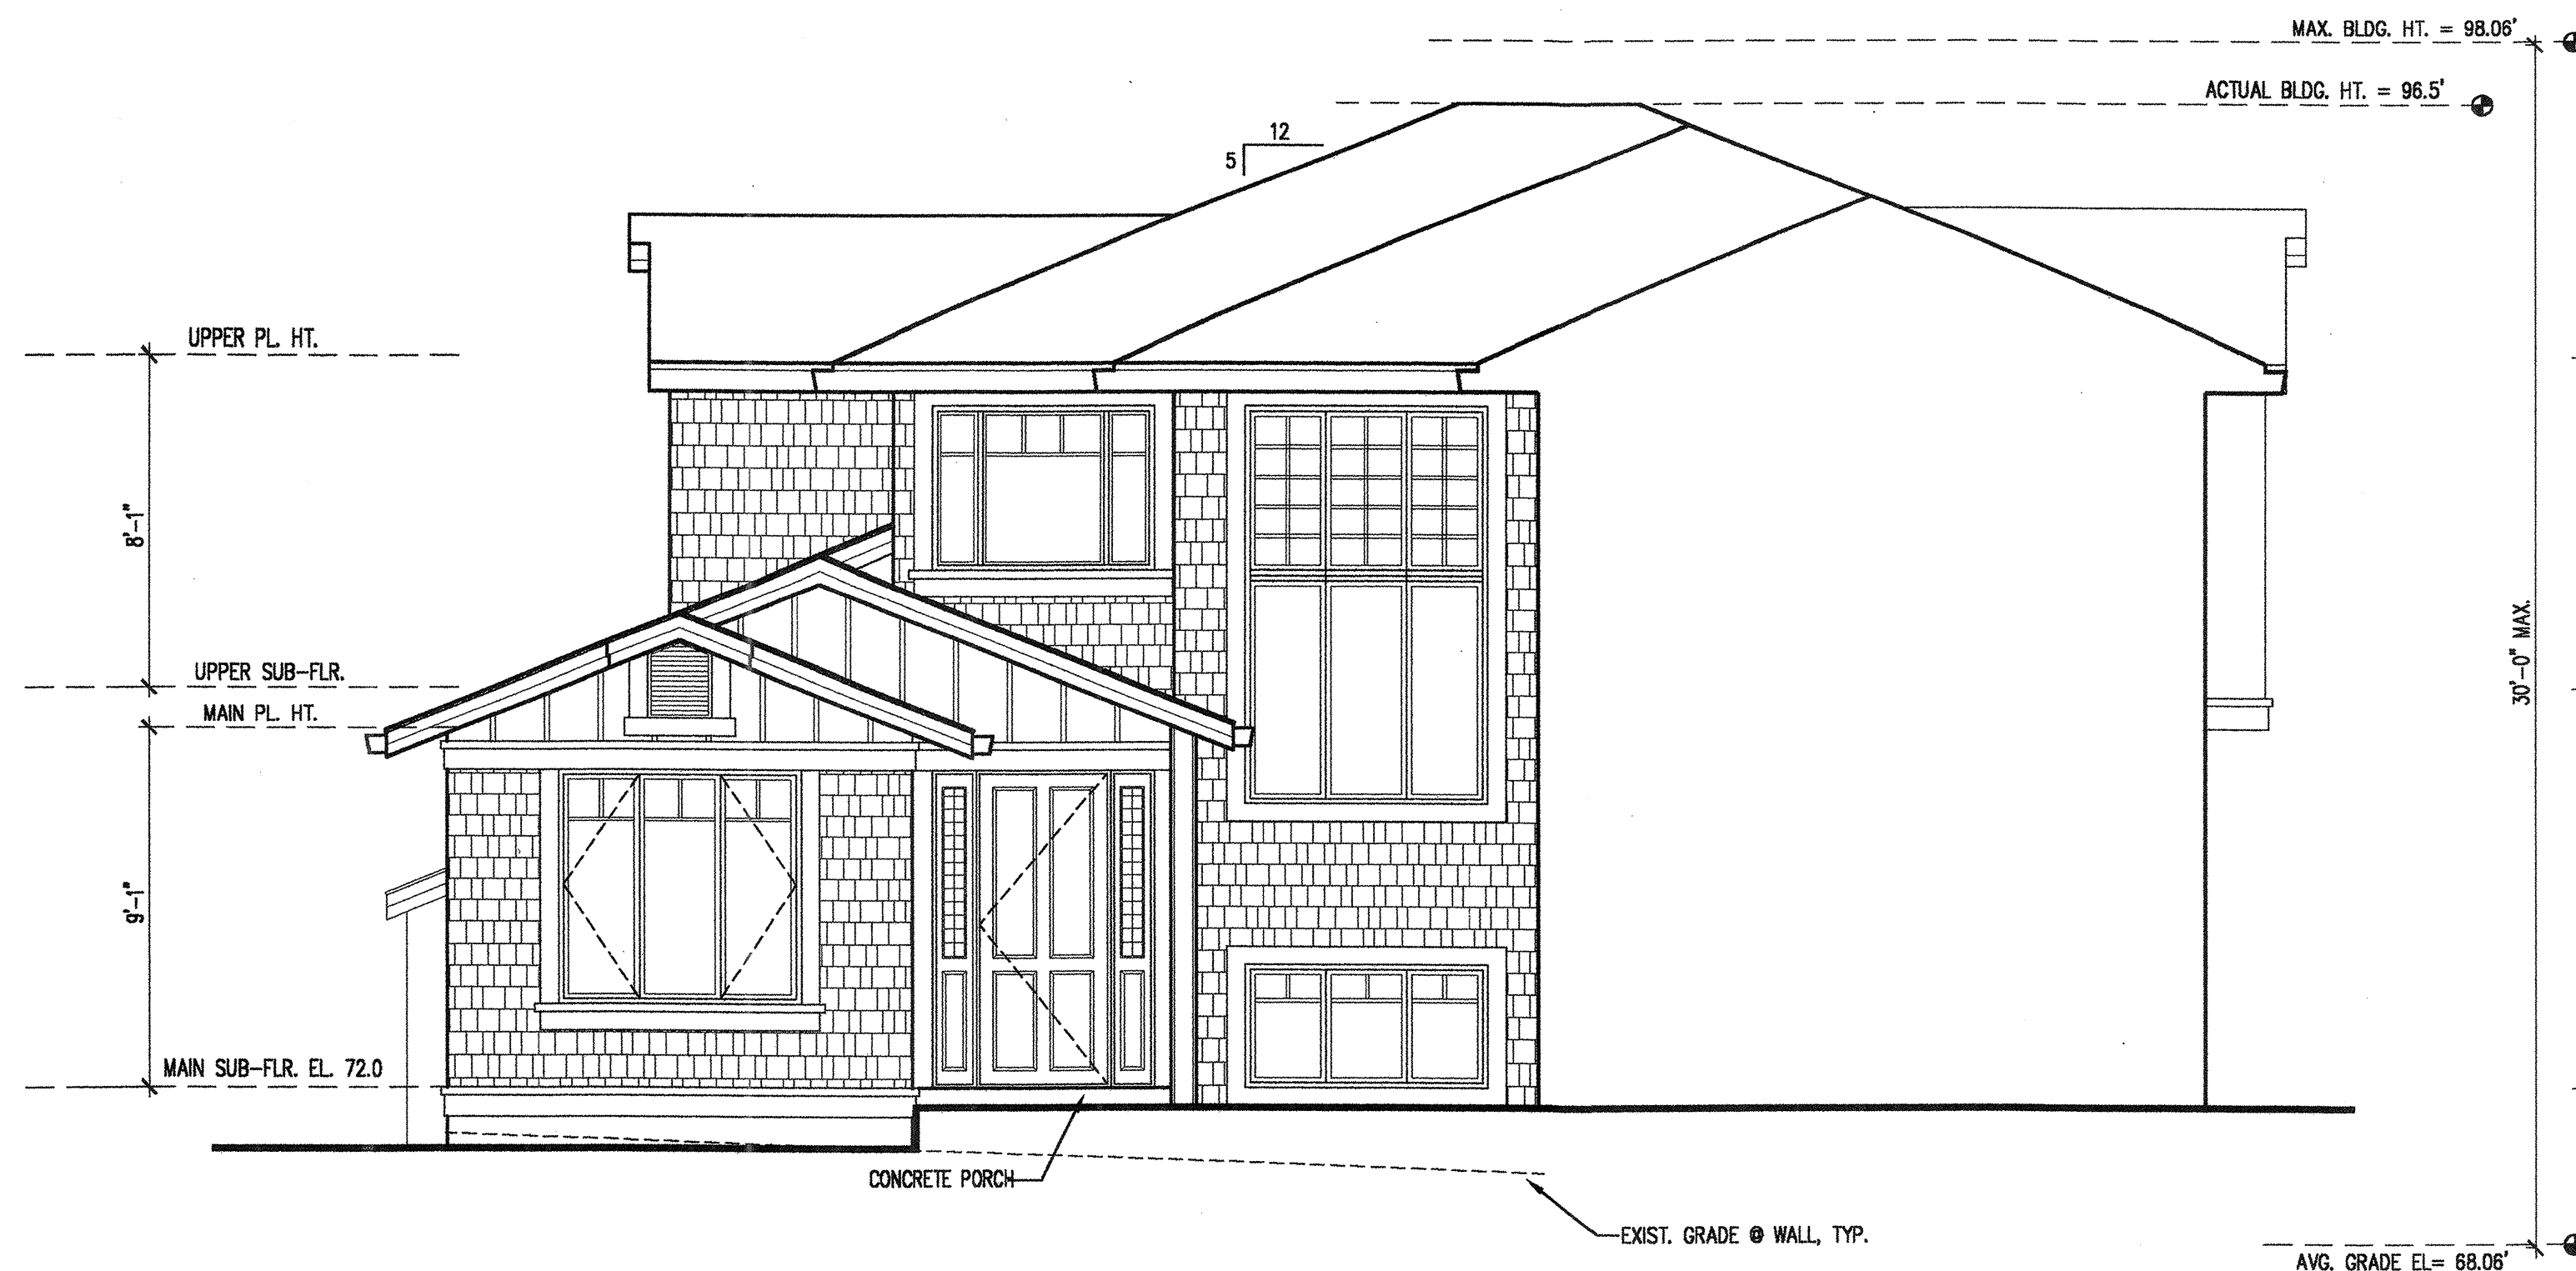 MAX. BLDG. HT. = 98.06'
ACTUAL BLDG. HT. = 96.5'
12
5
UPPER PL. HT.
8'-1"
30'-0" MAX.
UPPER SUB-FLR.
MAIN PL. HT.
9'-1"
MAIN SUB-FLR. EL. 72.0
CONCRETE PORCH
EXIST. GRADE @ WALL, TYP.
AVG. GRADE EL= 68.06'